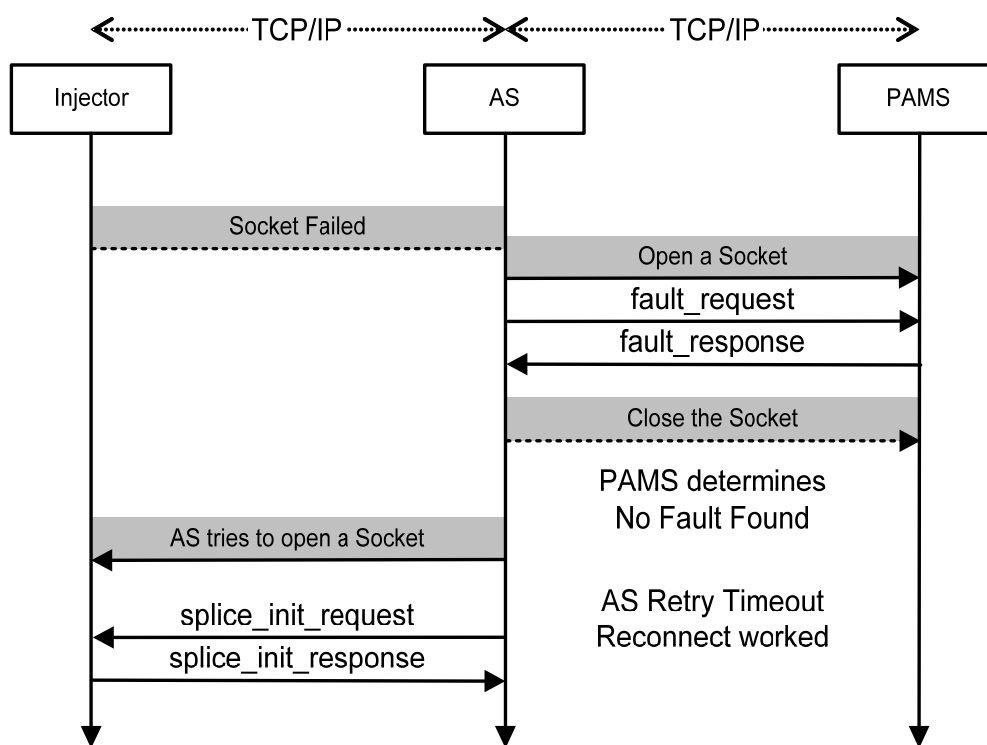 TCP/IP
TCP/IP
Injector
AS
PAMS
Socket Failed
Open a Socket
fault_request
fault_response
Close the Socket
PAMS determines
No Fault Found
AS tries to open a Socket
AS Retry Timeout
Reconnect worked
splice_init_request
splice_init_response